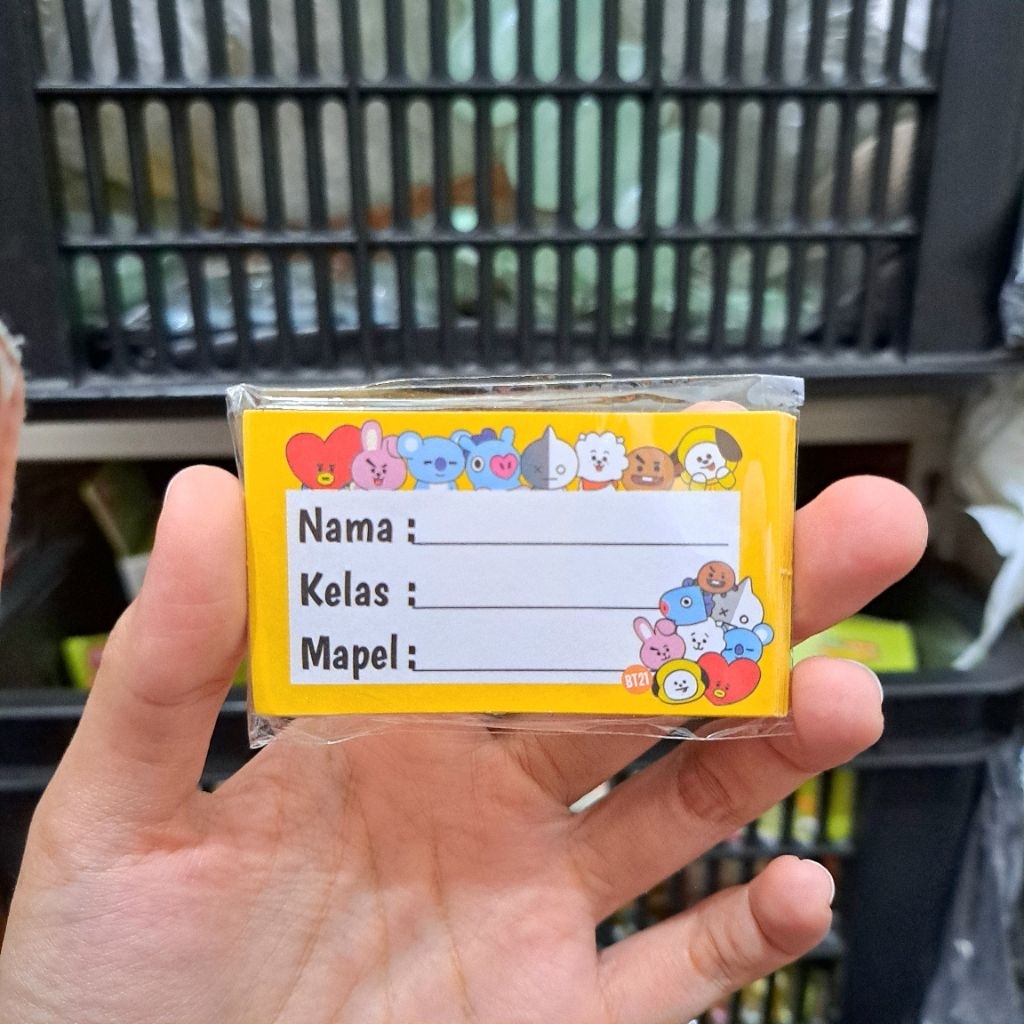 Nama :
Kelas :
Mapel :
BT21